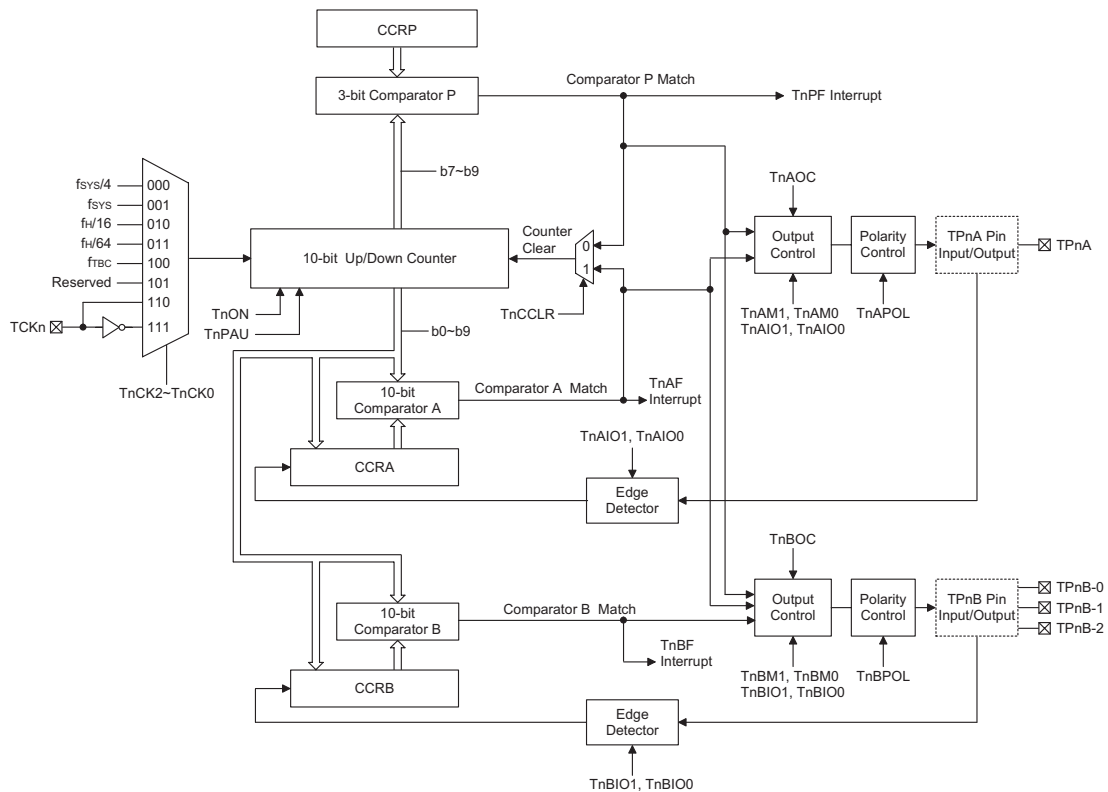 CCRP
3-bit Comparator P
Comparator P Match
TnPF Interrupt
b7~b9
fSYS/4
000
fSYS
001
fH/16
010
fH/64
011
fTBC
100
Reserved
101
110
TCKn
111
TnCK2~TnCK0
10-bit Up/Down Counter
Counter
Clear
0
1
TnCCLR
TnON
TnPAU
b0~b9
TnAOC
Output
Control
Polarity
Control
TPnA Pin
Input/Output
TPnA
TnAM1, TnAM0
TnAIO1, TnAIO0
TnAPOL
10-bit
Comparator A
Comparator A Match
TnAF
Interrupt
CCRA
TnAIO1, TnAIO0
Edge
Detector
TnBOC
10-bit
Comparator B
Comparator B Match
TnBF
Interrupt
Output
Control
Polarity
Control
TPnB Pin
Input/Output
TPnB-0
TPnB-1
TPnB-2
TnBM1, TnBM0
TnBIO1, TnBIO0
TnBPOL
CCRB
Edge
Detector
TnBIO1, TnBIO0